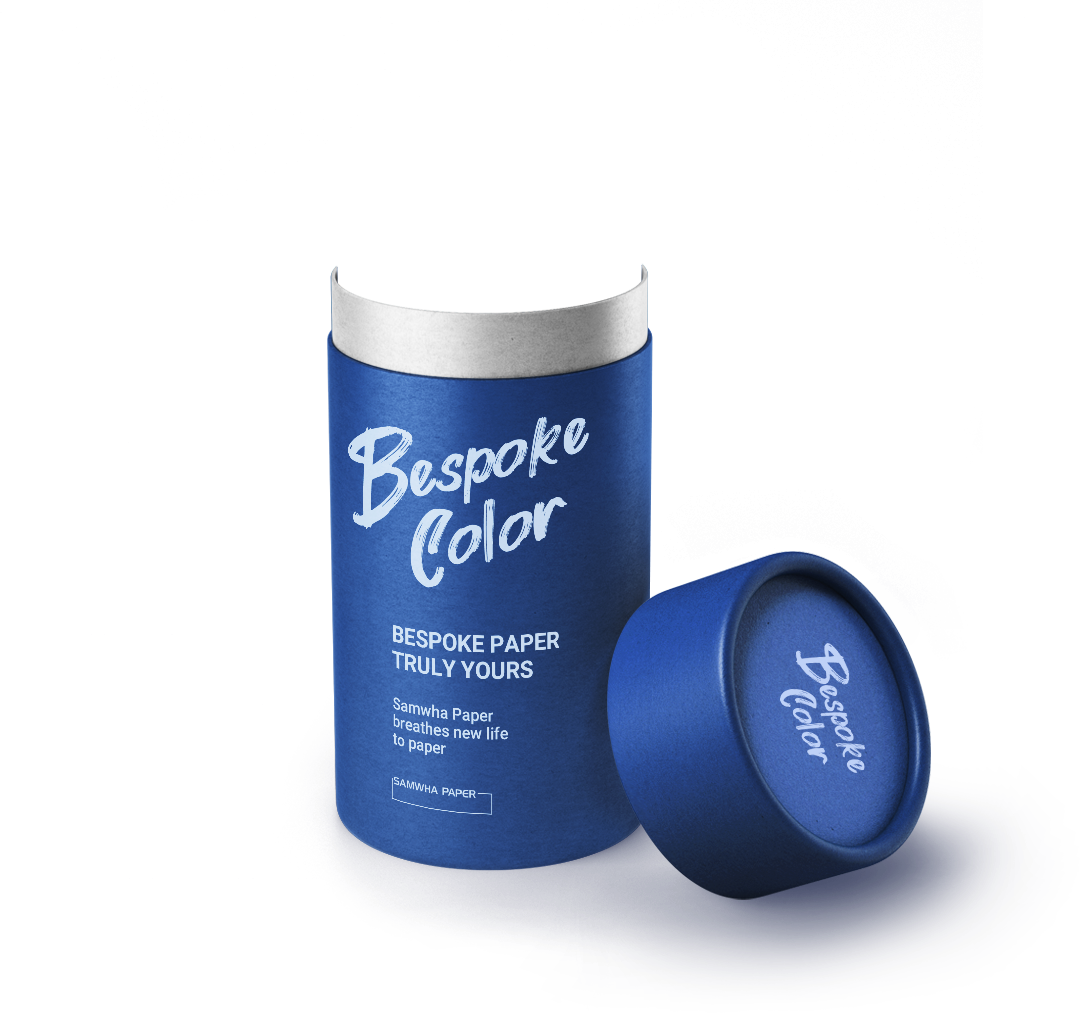 Bespoke
Color
BESPOKE PAPER
TRULY YOURS
Samwha Paper
breathes new life
to paper
SAMWHA PAPER
Bespoke
Color